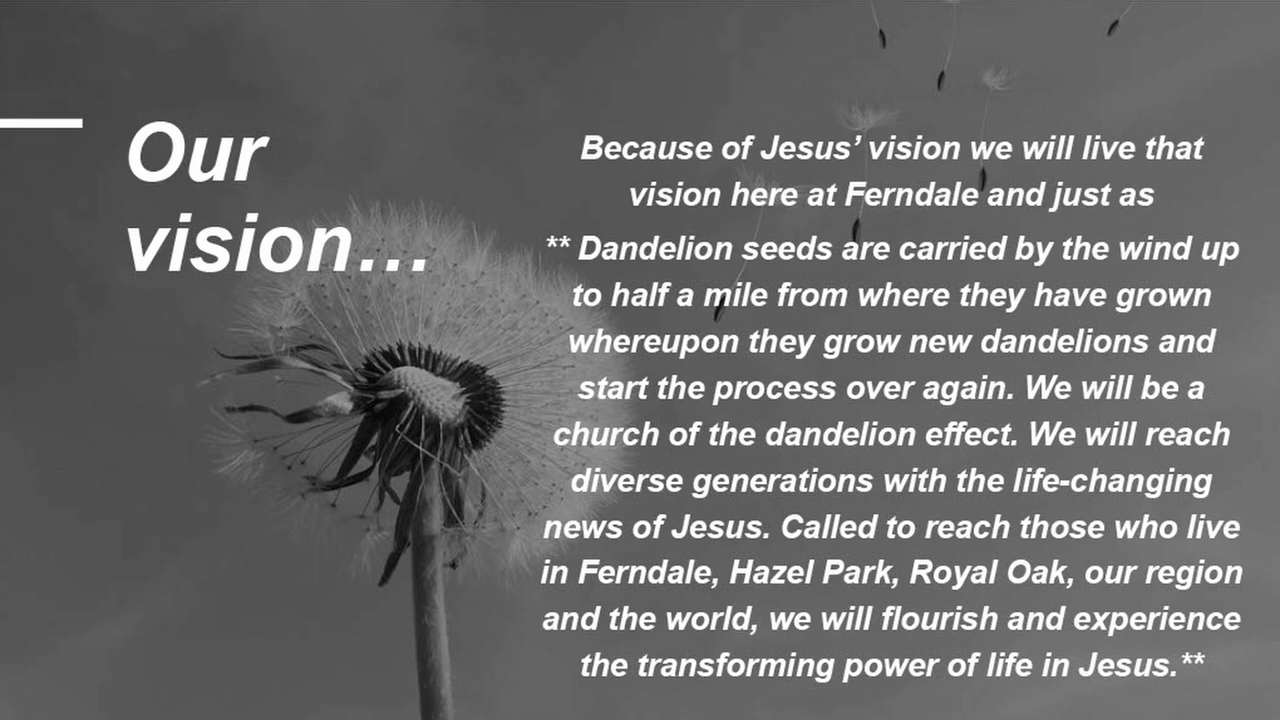 Our
vision…
Because of Jesus’ vision we will live that
vision here at Ferndale and just as
** Dandelion seeds are carried by the wind up
to half a mile from where they have grown
whereupon they grow new dandelions and
start the process over again. We will be a
church of the dandelion effect. We will reach
diverse generations with the life-changing
news of Jesus. Called to reach those who live
in Ferndale, Hazel Park, Royal Oak, our region
and the world, we will flourish and experience
the transforming power of life in Jesus.**